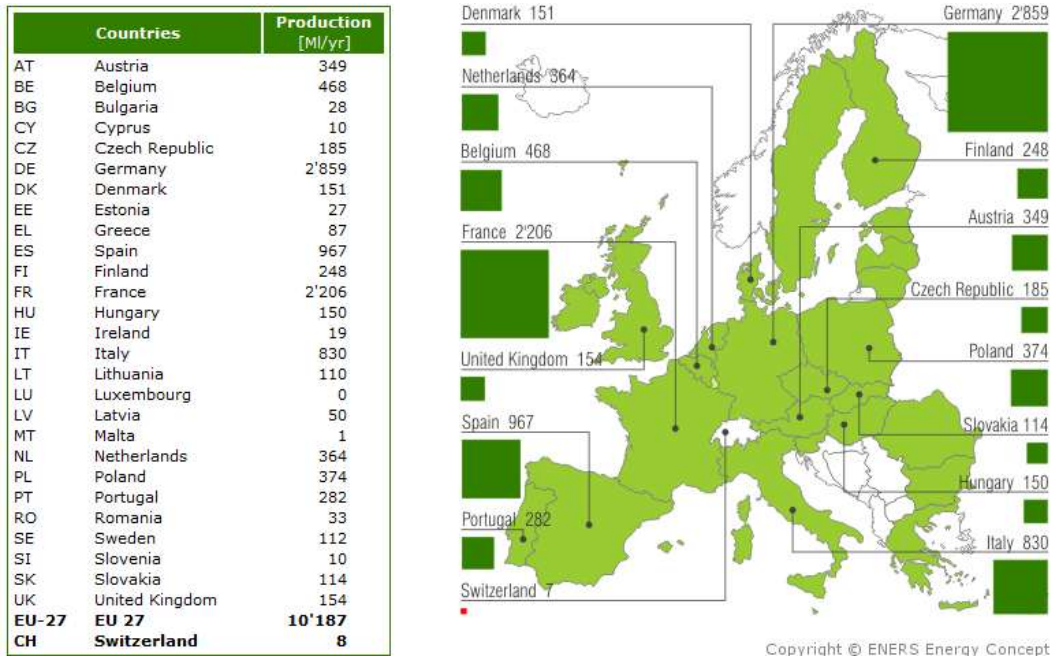 Countries Production
[Ml/yr]
AT Austria 349
BE Belgium 468
BG Bulgaria 28
CY Cyprus 10
CZ Czech Republic 185
DE Germany 2'859
DK Denmark 151
EE Estonia 27
EL Greece 87
ES Spain 967
FI Finland 248
FR France 2'206
HU Hungary 150
IE Ireland 19
IT Italy 830
LT Lithuania 110
LU Luxembourg 0
LV Latvia 50
MT Malta 1
NL Netherlands 364
PL Poland 374
PT Portugal 282
RO Romania 33
SE Sweden 112
SI Slovenia 10
SK Slovakia 114
UK United Kingdom 154
EU-27 EU 27 10'187
CH Switzerland 8
Denmark 151
Netherlands 364
Belgium 468
France 2'206
United Kingdom 154
Spain 967
Portugal 282
Switzerland 7
Germany 2'859
Finland 248
Austria 349
Czech Republic 185
Poland 374
Slovakia 114
Hungary 150
Italy 830
Copyright © ENERS Energy Concept